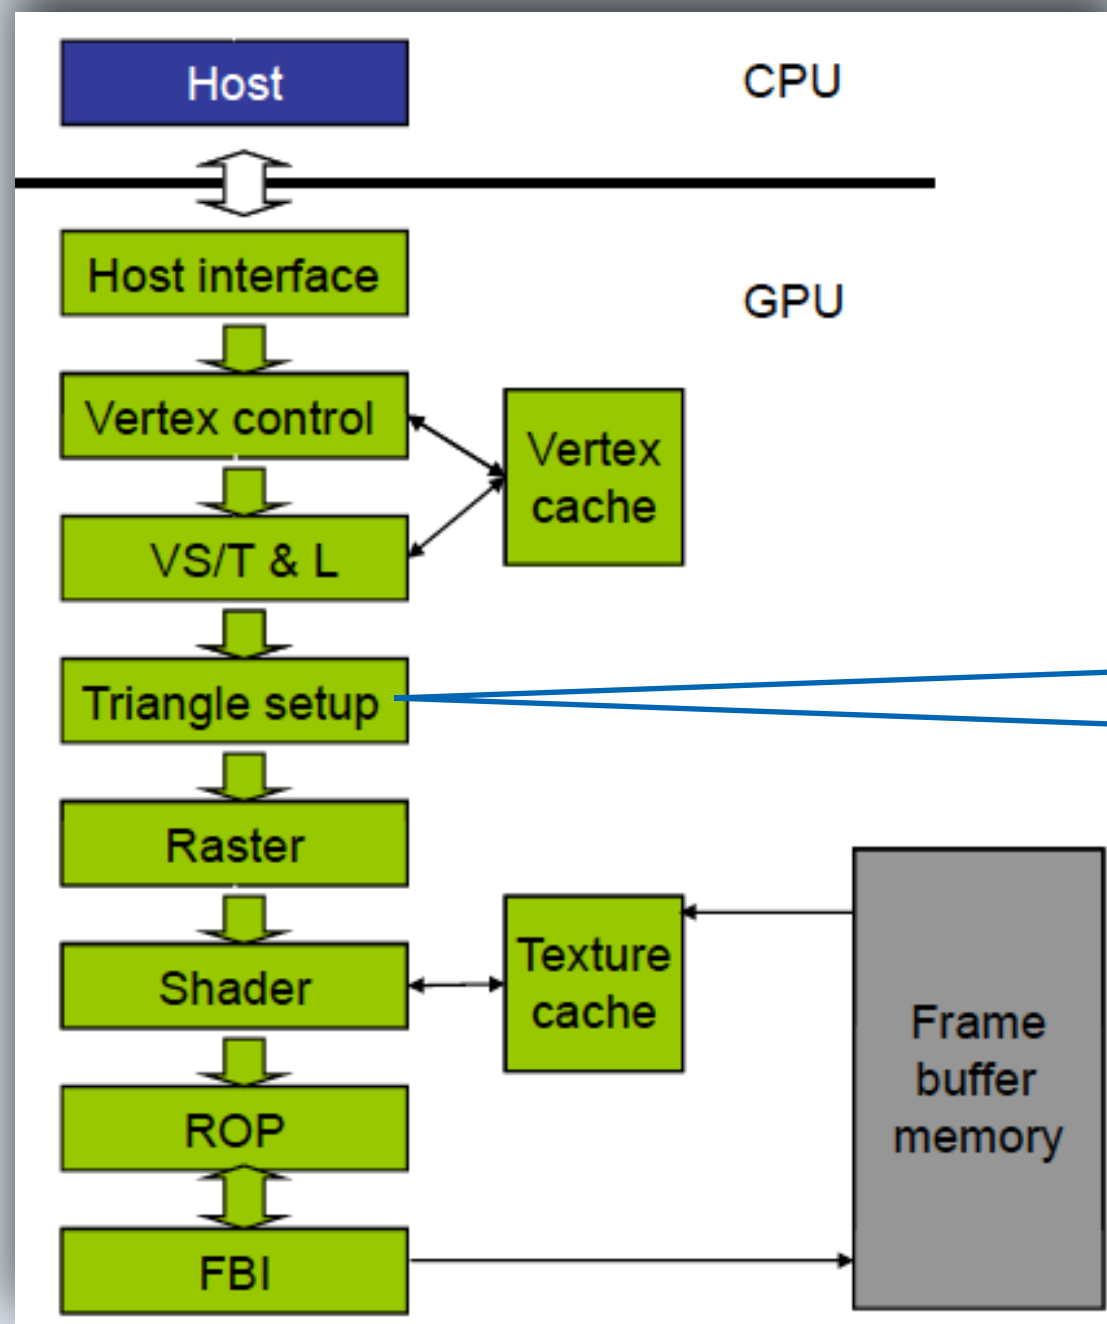 Host
CPU
Host interface
GPU
Vertex control
Vertex
cache
VS/T & L
Triangle setup
Raster
Shader
Texture
cache
Frame
buffer
memory
ROP
FBI